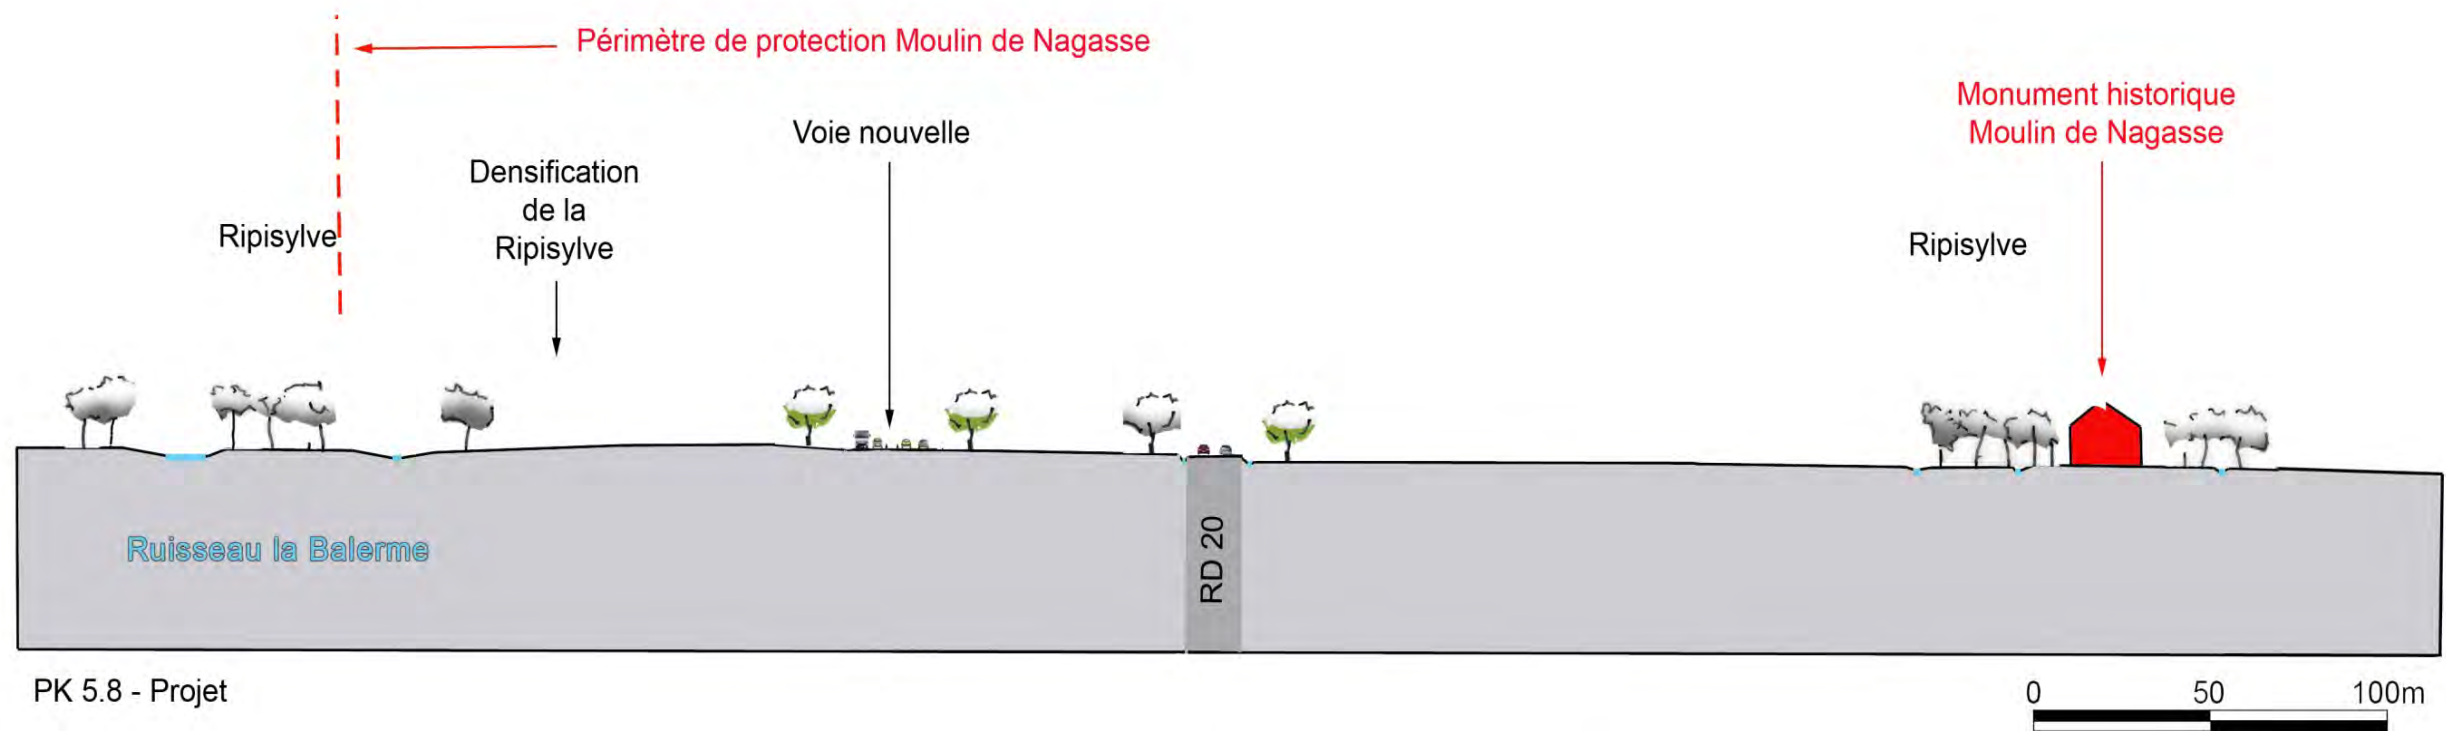 Périmètre de protection Moulin de Nagasse
Monument historique
Moulin de Nagasse
Voie nouvelle
Densification
de la
Ripisylve
Ripisylve
Ripisylve
Ruisseau la Balerme
RD 20
PK 5.8 - Projet
0 50 100m